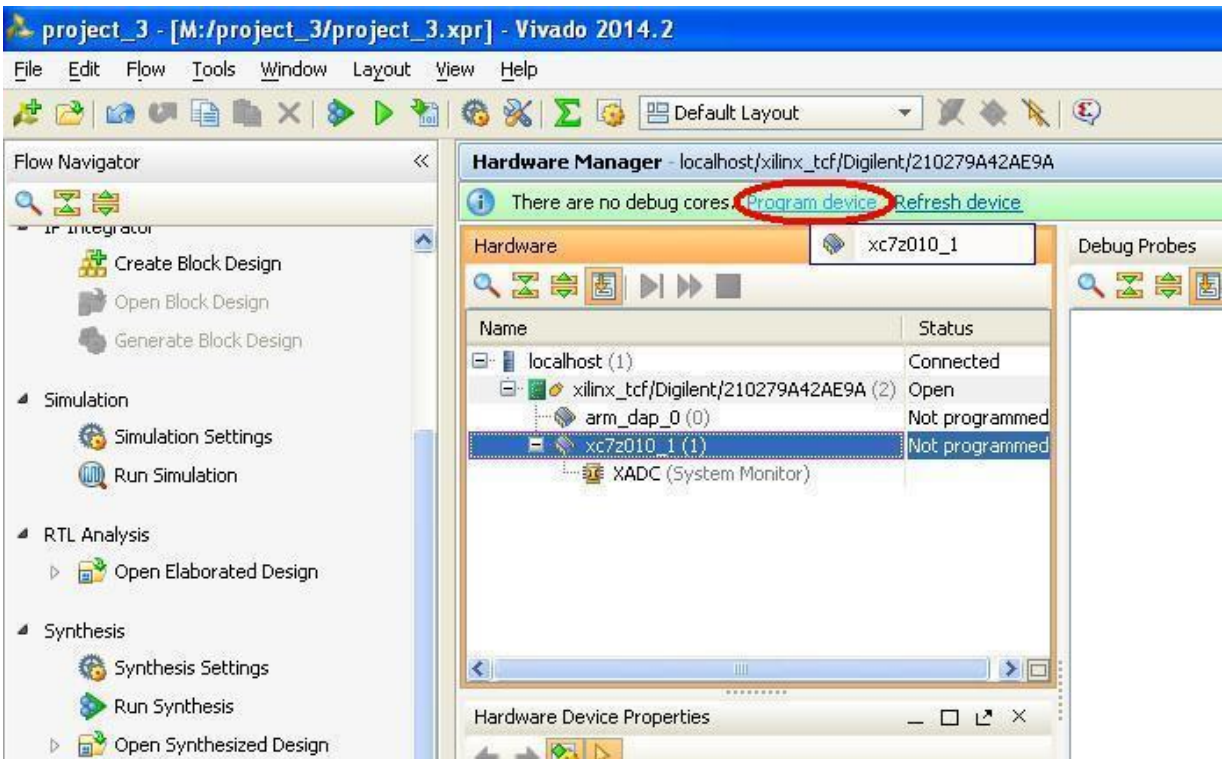 project_3 - [M:/project_3/project_3.xpr] - Vivado 2014.2
File Edit Flow Tools Window Layout View Help
Default Layout
Flow Navigator
IP Integrator
Create Block Design
Open Block Design
Generate Block Design
Simulation
Simulation Settings
Run Simulation
RTL Analysis
Open Elaborated Design
Synthesis
Synthesis Settings
Run Synthesis
Open Synthesized Design
Hardware Manager - localhost/xilinx_tcf/Digilent/210279A42AE9A
There are no debug cores. Program device Refresh device
xc7z010_1
Hardware
Name Status
localhost (1) Connected
xilinx_tcf/Digilent/210279A42AE9A (2) Open
arm_dap_0 (0) Not programmed
xc7z010_1 (1) Not programmed
XADC (System Monitor)
Hardware Device Properties
Debug Probes